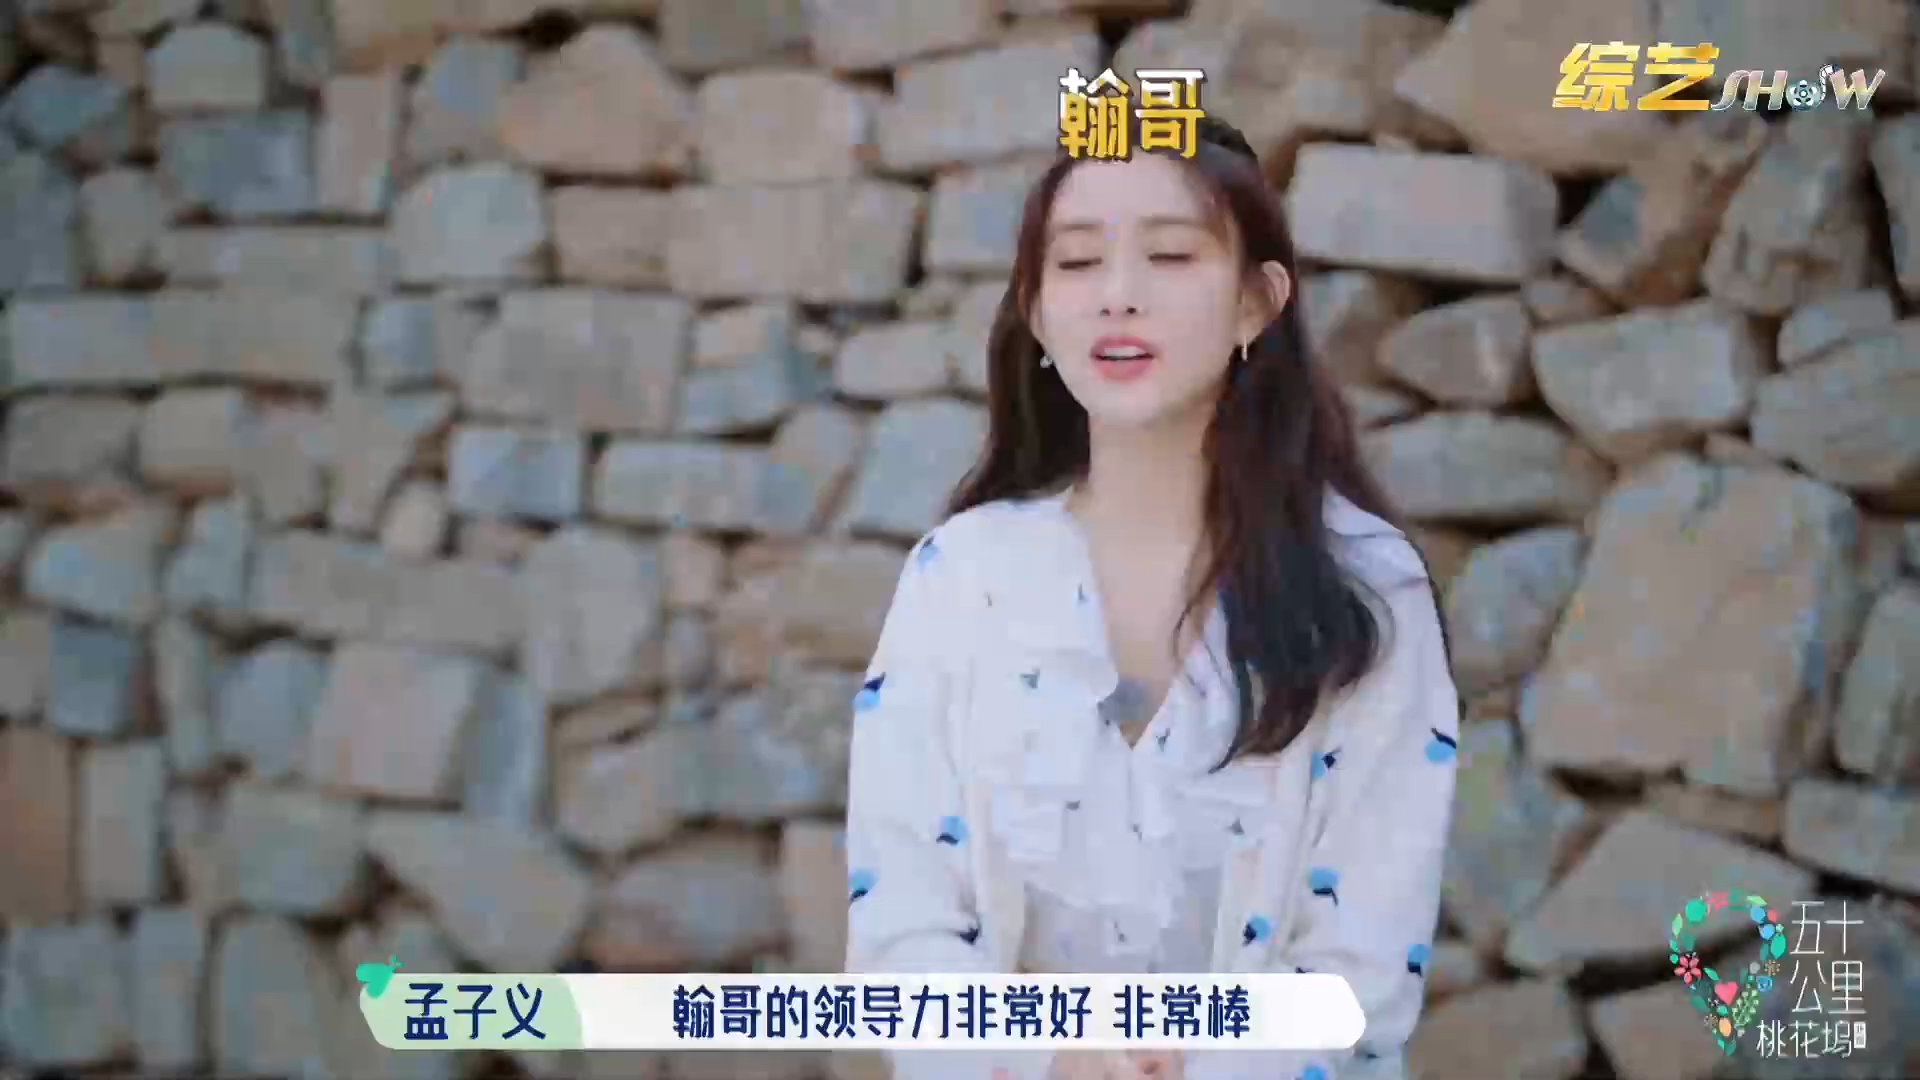 翰哥
综艺SHOW
孟子义
翰哥的领导力非常好 非常棒
五十
公里
桃花坞